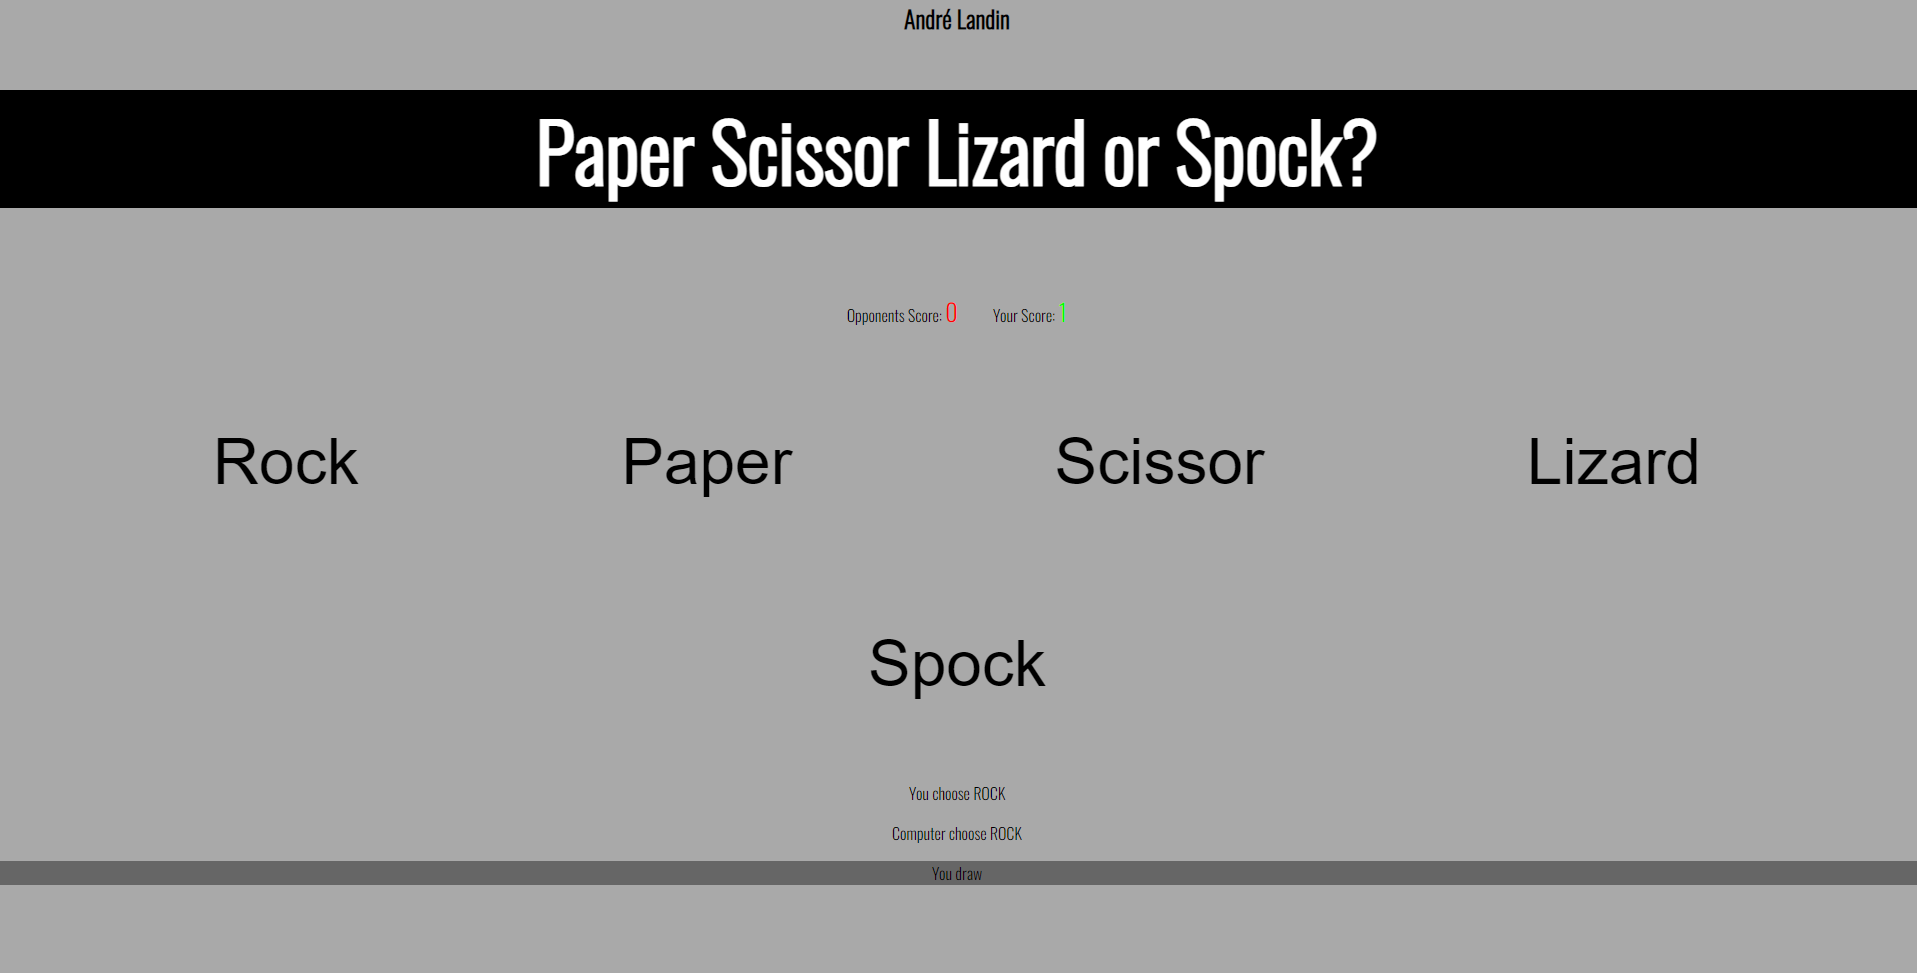 André Landin
Paper Scissor Lizard or Spock?
Opponents Score: 0 Your Score: 1
Rock Paper Scissor Lizard
Spock
You choose ROCK
Computer choose ROCK
You draw